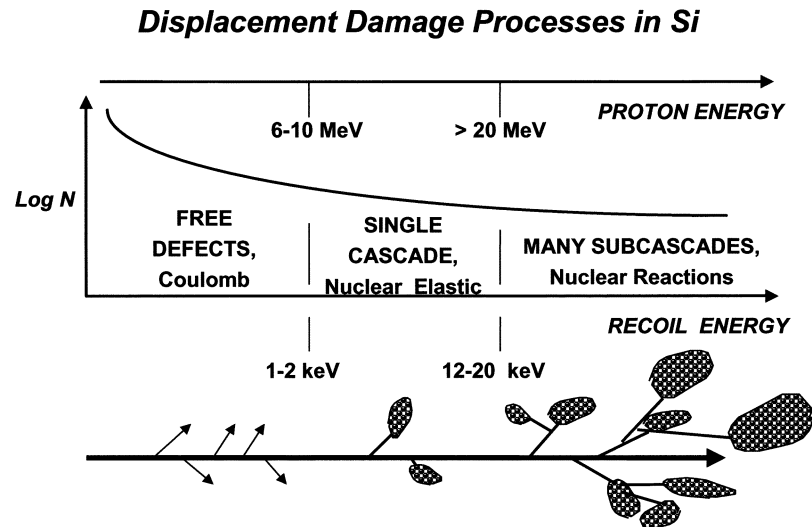 Displacement Damage Processes in Si
6-10 MeV
> 20 MeV
PROTON ENERGY
Log N
FREE
DEFECTS,
Coulomb
SINGLE
CASCADE,
Nuclear Elastic
MANY SUBCASCADES,
Nuclear Reactions
RECOIL ENERGY
1-2 keV
12-20 keV